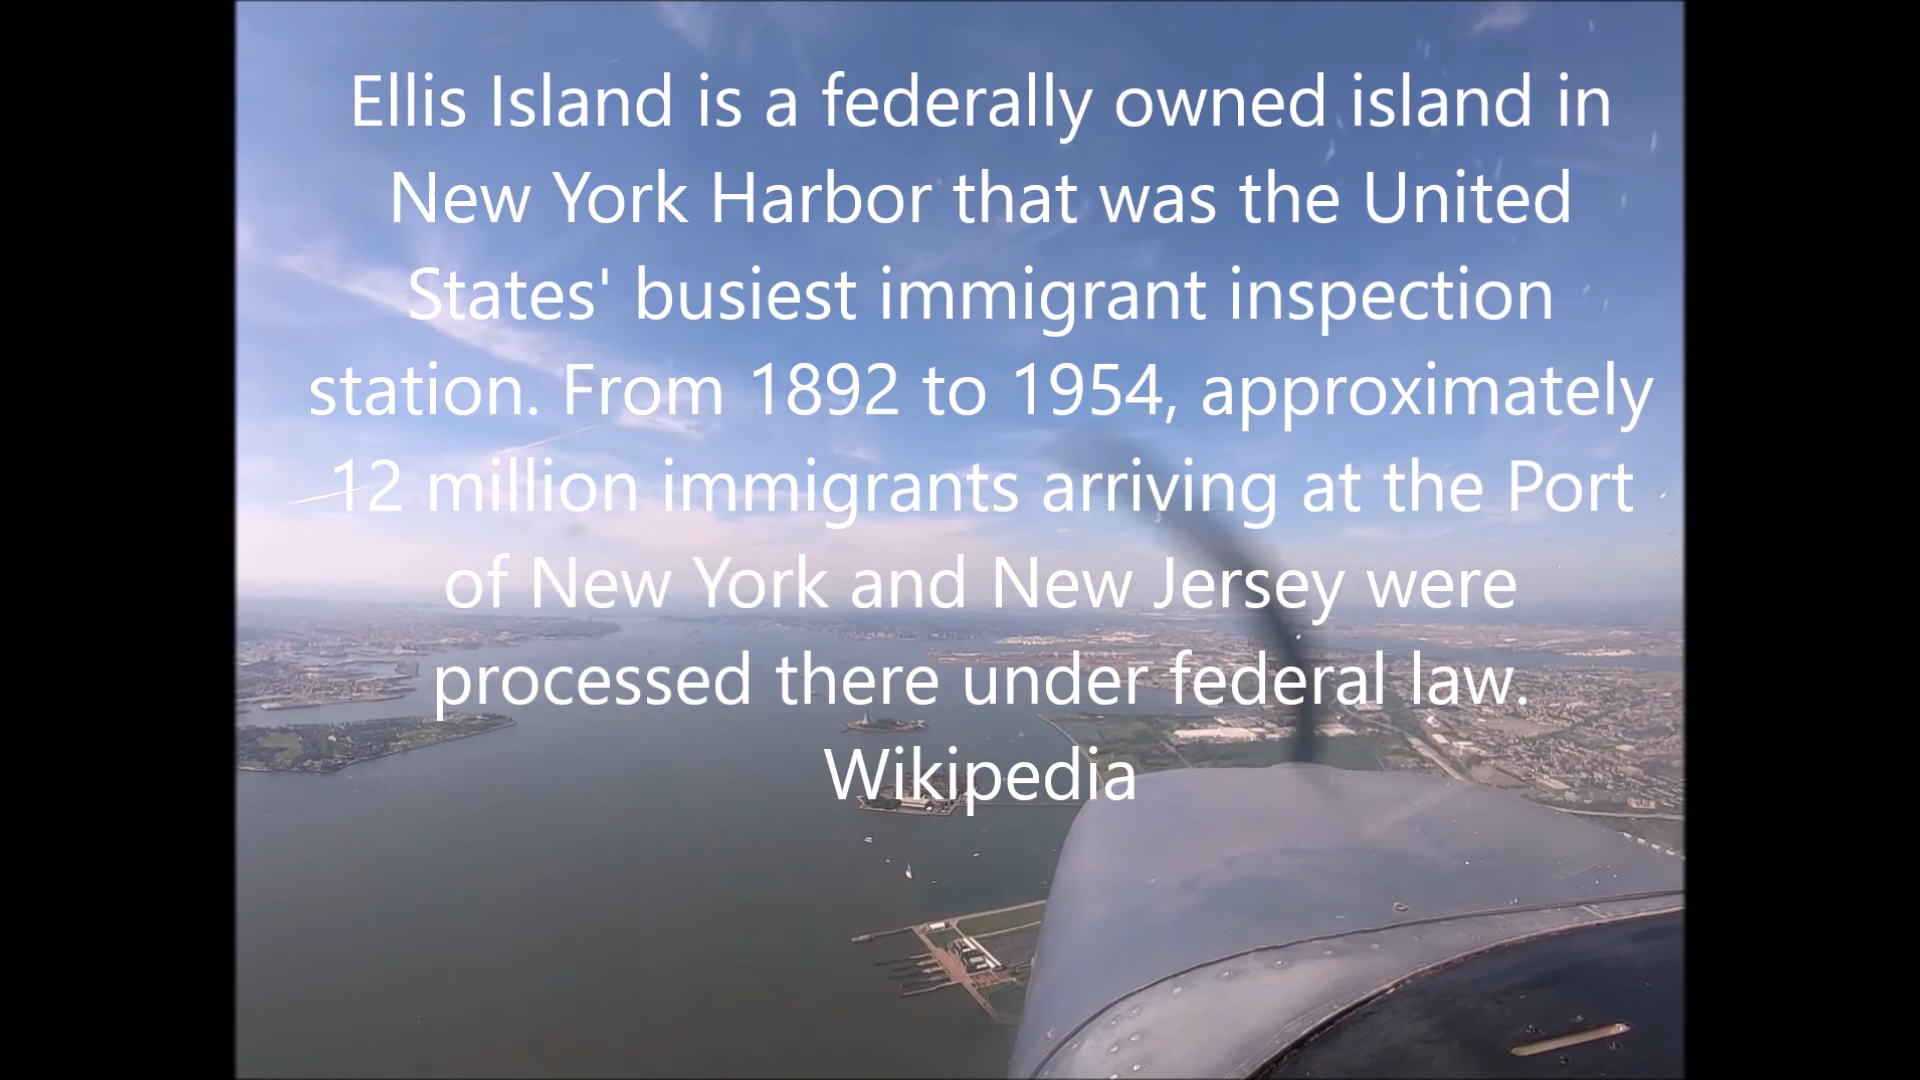 Ellis Island is a federally owned island in
New York Harbor that was the United
States' busiest immigrant inspection
station. From 1892 to 1954, approximately
12 million immigrants arriving at the Port
of New York and New Jersey were
processed there under federal law.
Wikipedia